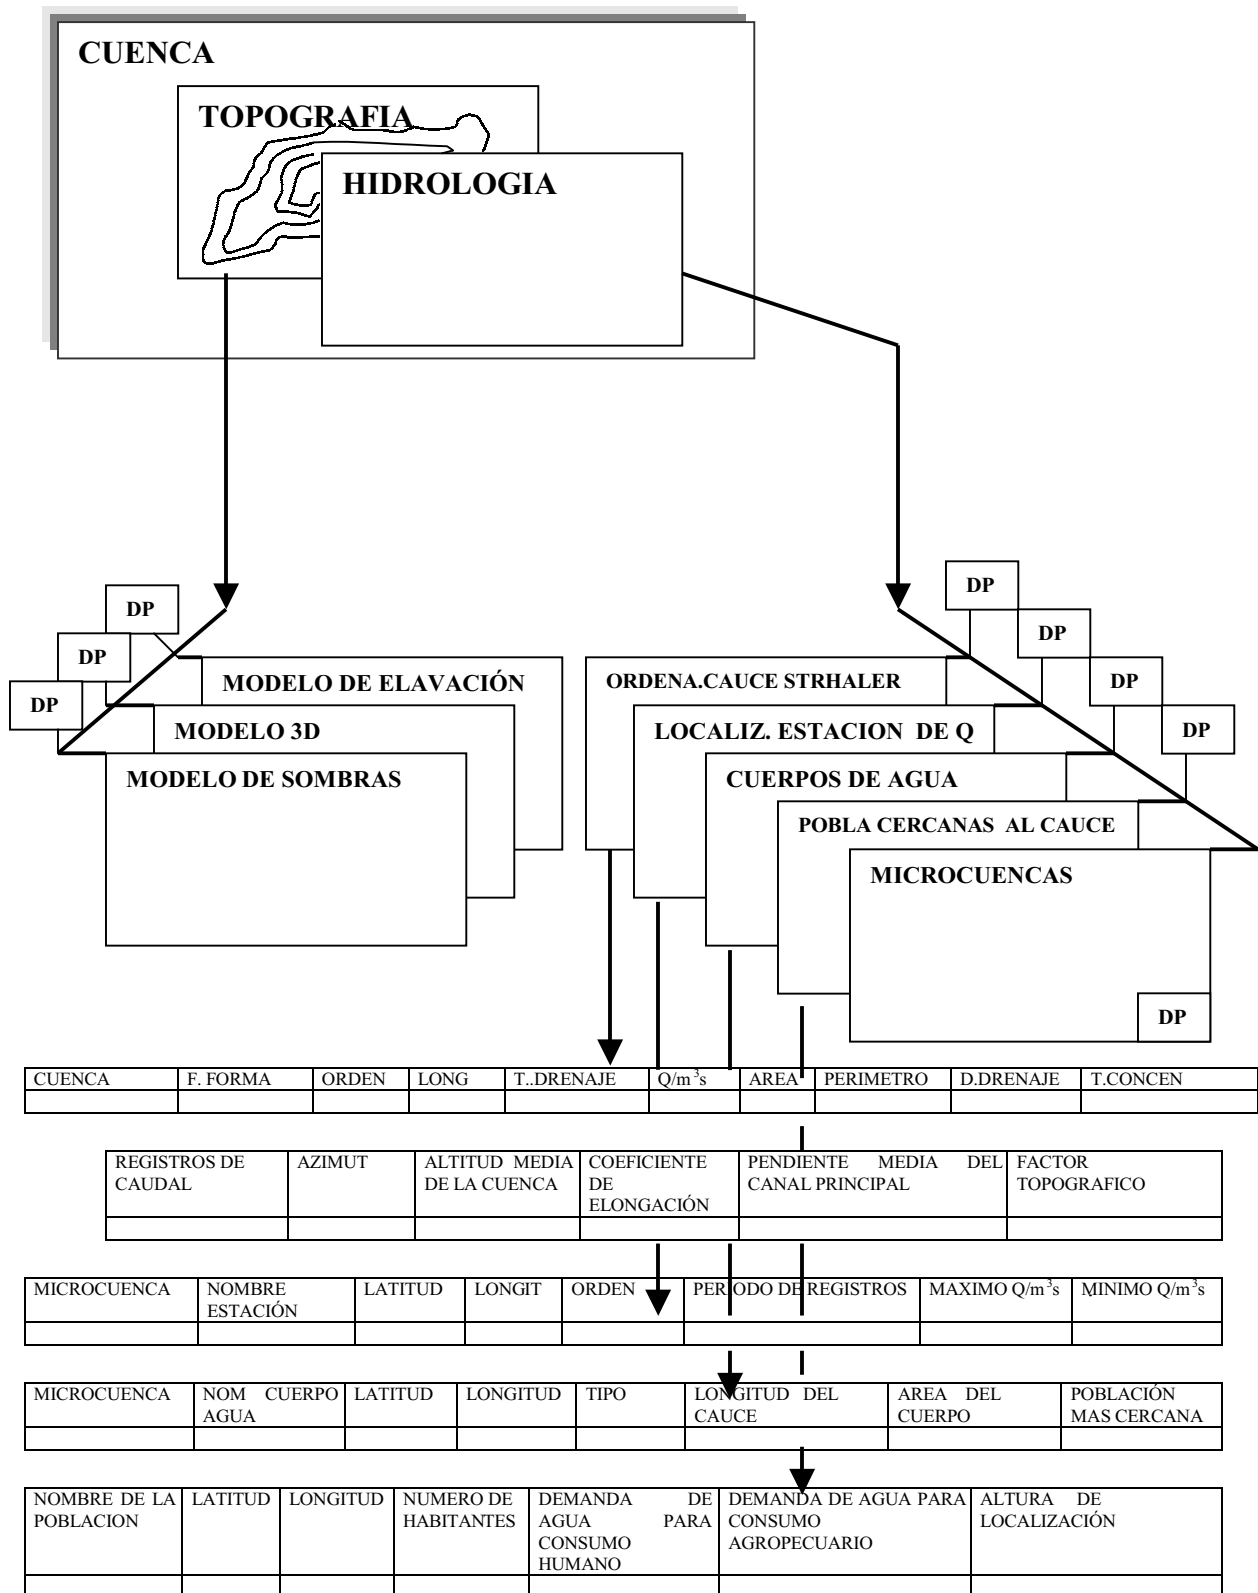 CUENCA
TOPOGRAFIA
HIDROLOGIA
DP
DP
DP
DP
DP
DP
DP
MODELO DE ELAVACIÓN
MODELO 3D
MODELO DE SOMBRAS
ORDENA.CAUCE STRHALER
LOCALIZ. ESTACION DE Q
CUERPOS DE AGUA
POBLA CERCANAS AL CAUCE
MICROCUENCAS
DP
CUENCA F. FORMA ORDEN LONG T..DRENAJE Q/m³s AREA PERIMETRO D.DRENAJE T.CONCEN
REGISTROS DE CAUDAL AZIMUT ALTITUD MEDIA DE LA CUENCA COEFICIENTE DE ELONGACIÓN PENDIENTE MEDIA DEL CANAL PRINCIPAL FACTOR TOPOGRAFICO
MICROCUENCA NOMBRE ESTACIÓN LATITUD LONGIT ORDEN PERIODO DE REGISTROS MAXIMO Q/m³s MINIMO Q/m³s
MICROCUENCA NOM CUERPO AGUA LATITUD LONGITUD TIPO LONGITUD DEL CAUCE AREA DEL CUERPO POBLACIÓN MAS CERCANA
NOMBRE DE LA POBLACION LATITUD LONGITUD NUMERO DE HABITANTES DEMANDA DE AGUA PARA CONSUMO HUMANO DEMANDA DE AGUA PARA CONSUMO AGROPECUARIO ALTURA DE LOCALIZACIÓN